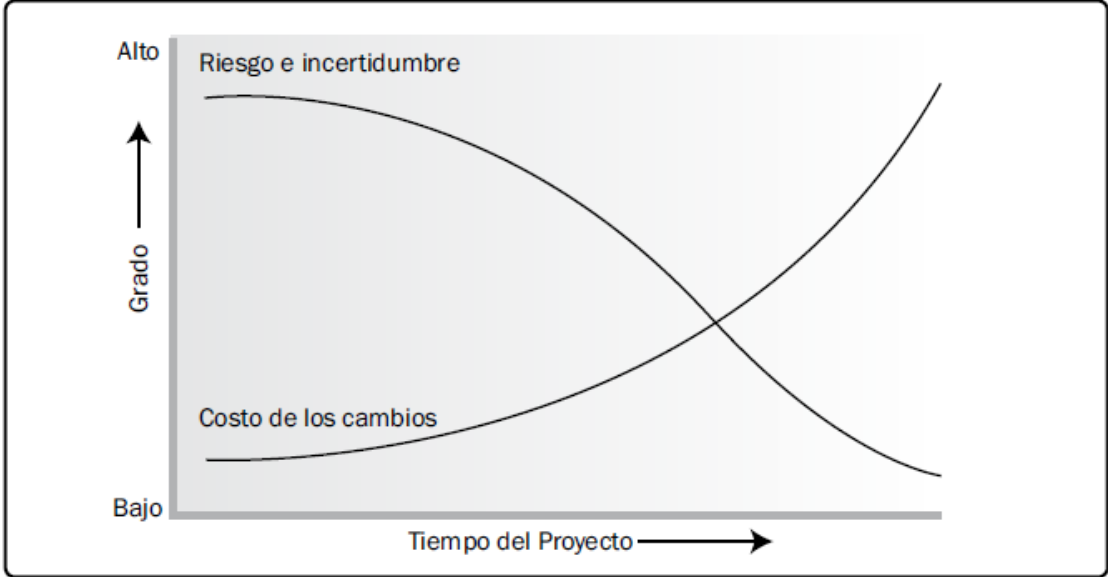 Alto
Riesgo e incertidumbre
Grado
Costo de los cambios
Bajo
Tiempo del Proyecto